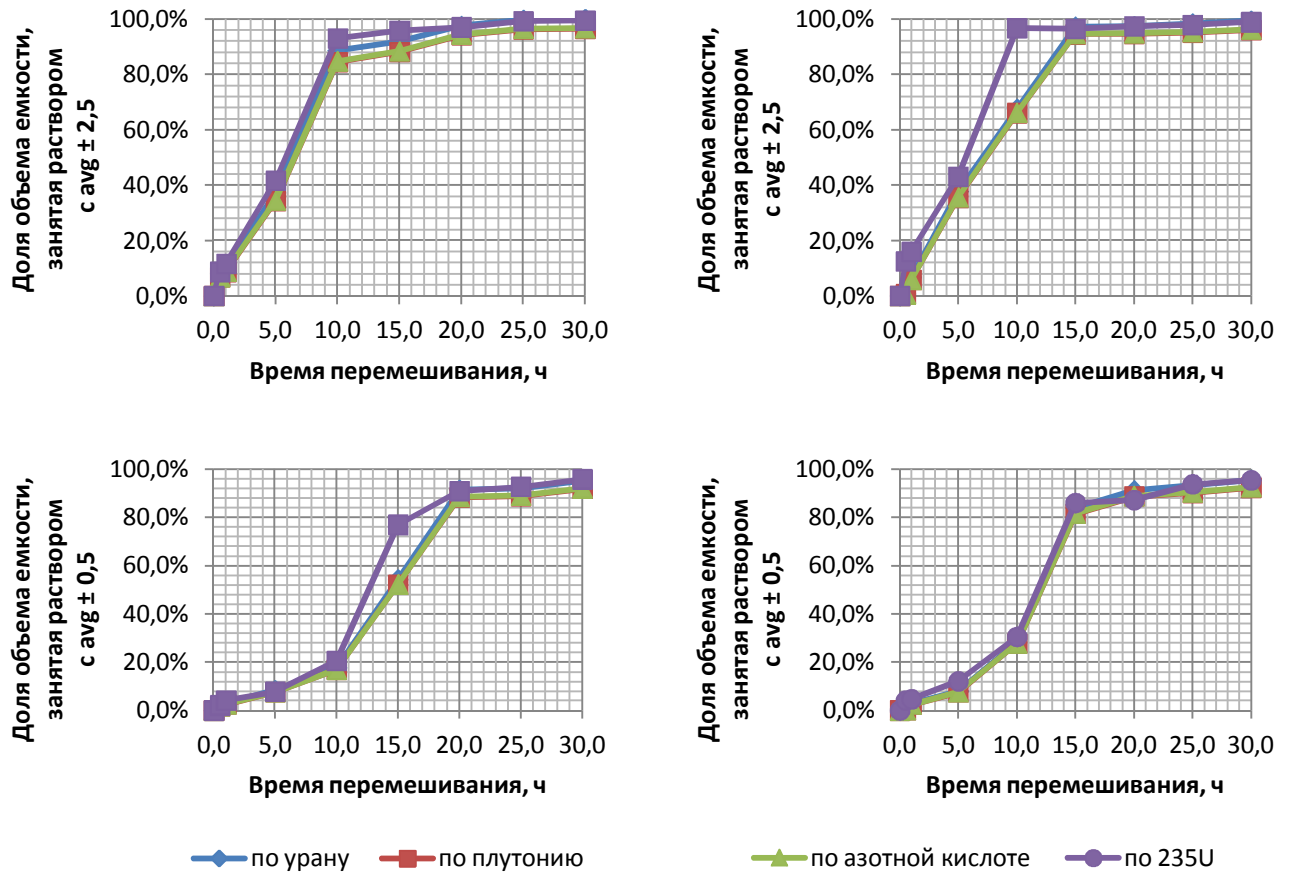 Доля объема емкости,
занятая раствором
с avg ± 2,5
100,0%
80,0%
60,0%
40,0%
20,0%
0,0%
0,0 5,0 10,0 15,0 20,0 25,0 30,0
Время перемешивания, ч
Доля объема емкости,
занятая раствором
с avg ± 2,5
100,0%
80,0%
60,0%
40,0%
20,0%
0,0%
0,0 5,0 10,0 15,0 20,0 25,0 30,0
Время перемешивания, ч
Доля объема емкости,
занятая раствором
с avg ± 0,5
100,0%
80,0%
60,0%
40,0%
20,0%
0,0%
0,0 5,0 10,0 15,0 20,0 25,0 30,0
Время перемешивания, ч
Доля объема емкости,
занятая раствором
с avg ± 0,5
100,0%
80,0%
60,0%
40,0%
20,0%
0,0%
0,0 5,0 10,0 15,0 20,0 25,0 30,0
Время перемешивания, ч
по урану по плутонию по азотной кислоте по 235U